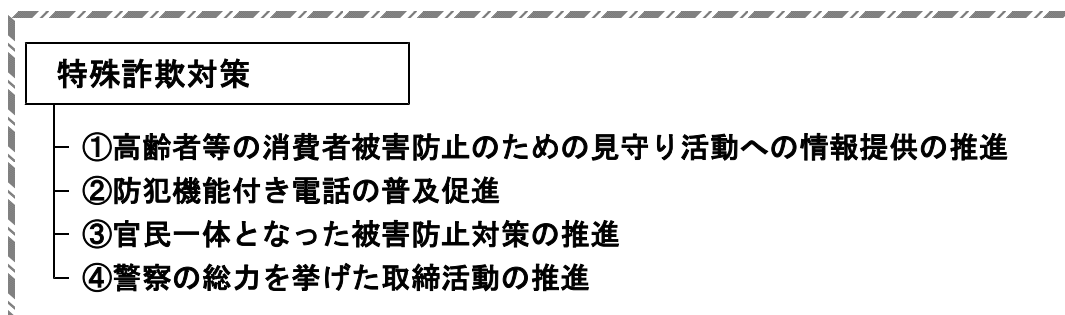 特殊詐欺対策
①高齢者等の消費者被害防止のための見守り活動への情報提供の推進
②防犯機能付き電話の普及促進
③官民一体となった被害防止対策の推進
④警察の総力を挙げた取締活動の推進